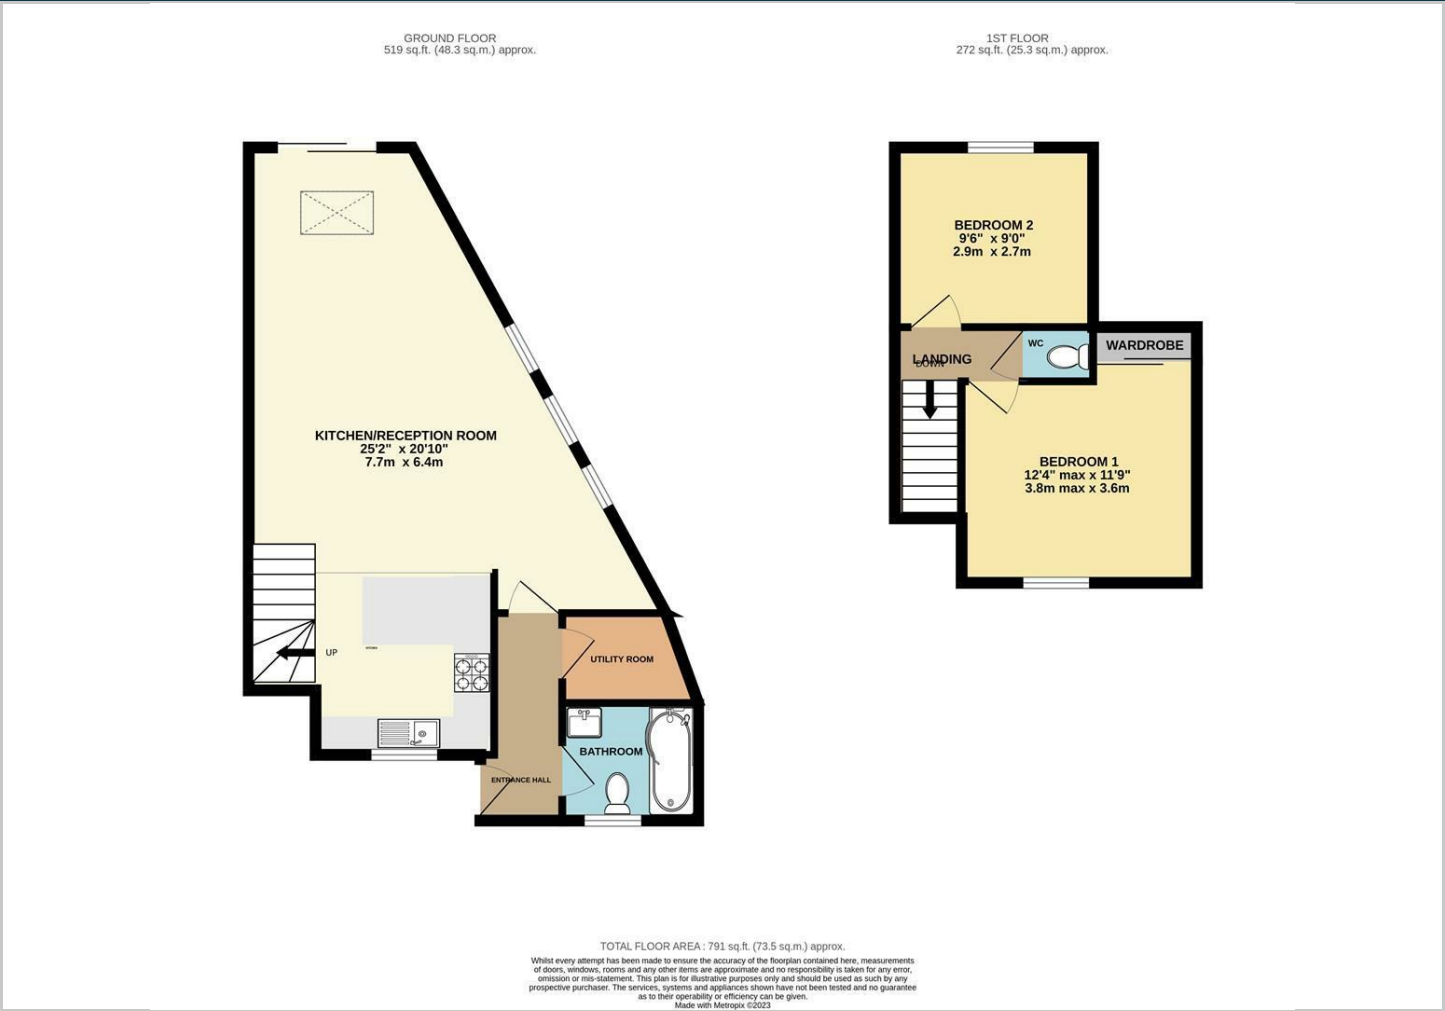 GROUND FLOOR
519 sq.ft. (48.3 sq.m.) approx.
1ST FLOOR
272 sq.ft. (25.3 sq.m.) approx.
KITCHEN/RECEPTION ROOM
25'2" x 20'10"
7.7m x 6.4m
UP
UTILITY ROOM
BATHROOM
ENTRANCE HALL
BEDROOM 2
9'6" x 9'0"
2.9m x 2.7m
WC
WARDROBE
LANDING
DOWN
BEDROOM 1
12'4" max x 11'9"
3.8m max x 3.6m
TOTAL FLOOR AREA : 791 sq.ft. (73.5 sq.m.) approx.
Whilst every attempt has been made to ensure the accuracy of the floorplan contained here, measurements
of doors, windows, rooms and any other items are approximate and no responsibility is taken for any error,
omission or mis-statement. This plan is for illustrative purposes only and should be used as such by any
prospective purchaser. The services, systems and appliances shown have not been tested and no guarantee
as to their operability or efficiency can be given.
Made with Metropix ©2023